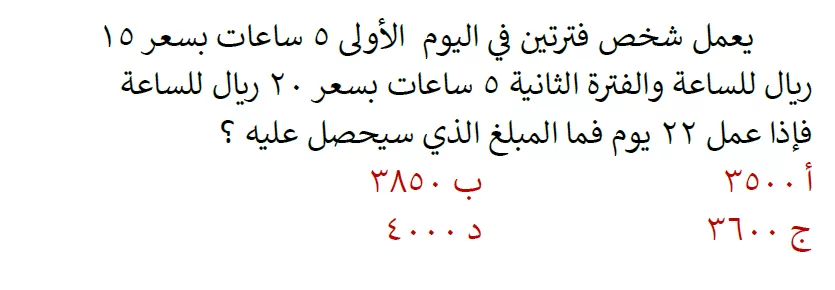 يعمل شخص فترتين في اليوم الأولى ٥ ساعات بسعر ١٥
ريال للساعة والفترة الثانية ٥ ساعات بسعر ٢٠ ريال للساعة
فإذا عمل ٢٢ يوم فما المبلغ الذي سيحصل عليه ؟
أ ٣٥٠٠ ب ٣٨٥٠
ج ٣٦٠٠ د ٤٠٠٠